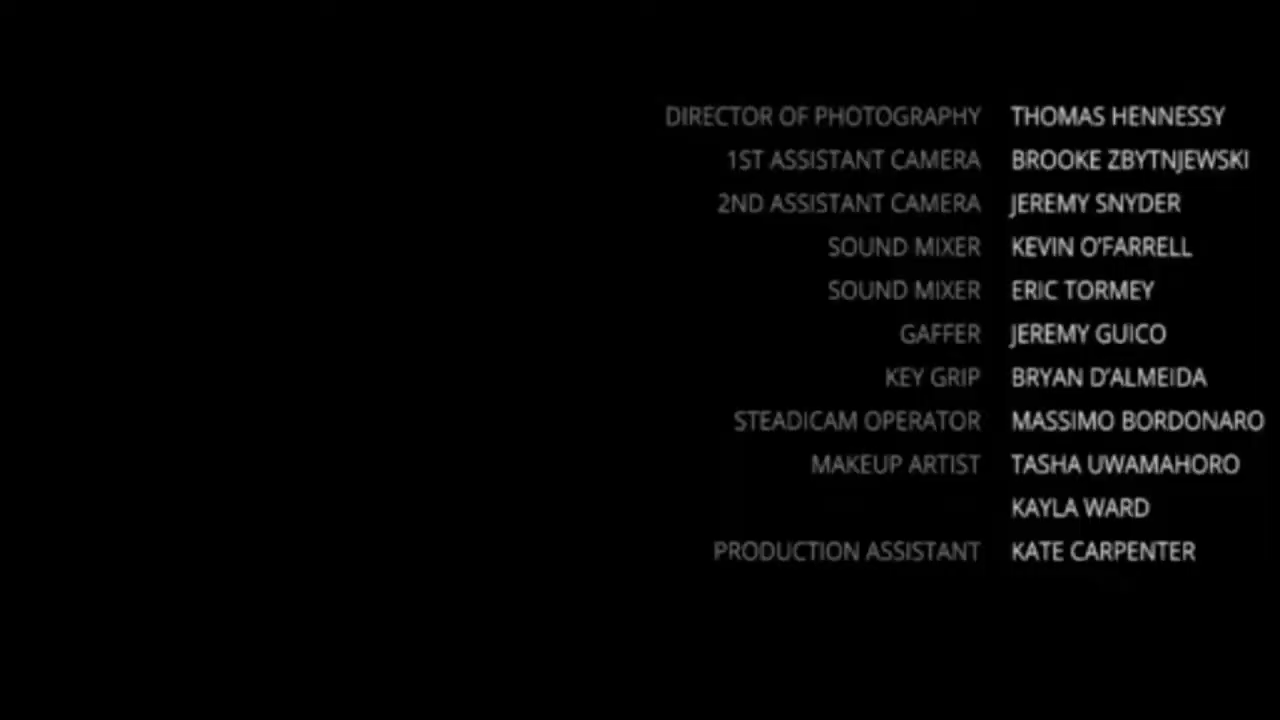 DIRECTOR OF PHOTOGRAPHY THOMAS HENNESSY
1ST ASSISTANT CAMERA BROOKE ZBYTNJEWSKI
2ND ASSISTANT CAMERA JEREMY SNYDER
SOUND MIXER KEVIN O'FARRELL
SOUND MIXER ERIC TORMEY
GAFFER JEREMY GUICO
KEY GRIP BRYAN D'ALMEIDA
STEADICAM OPERATOR MASSIMO BORDONARO
MAKEUP ARTIST TASHA UWAMAHORO
KAYLA WARD
PRODUCTION ASSISTANT KATE CARPENTER